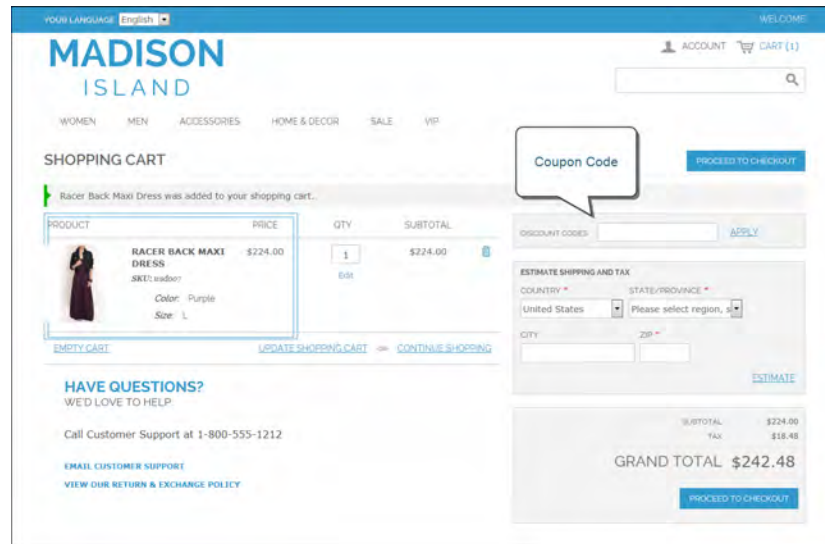 YOUR LANGUAGE English WELCOME
MADISON
ISLAND
ACCOUNT CART (1)
WOMEN MEN ACCESSORIES HOME & DECOR SALE VIP
SHOPPING CART
Coupon Code
PROCEED TO CHECKOUT
Racer Back Maxi Dress was added to your shopping cart.
PRODUCT PRICE QTY SUBTOTAL
DISCOUNT CODES APPLY
RACER BACK MAXI DRESS $224.00 1 $224.00
SKU: wsd007
Edit
Color: Purple
Size: L
EMPTY CART UPDATE SHOPPING CART -or- CONTINUE SHOPPING
ESTIMATE SHIPPING AND TAX
COUNTRY * STATE/PROVINCE *
United States Please select region, s
CITY ZIP *
ESTIMATE
HAVE QUESTIONS?
WE'D LOVE TO HELP
Call Customer Support at 1-800-555-1212
EMAIL CUSTOMER SUPPORT
VIEW OUR RETURN & EXCHANGE POLICY
SUBTOTAL $224.00
TAX $18.48
GRAND TOTAL $242.48
PROCEED TO CHECKOUT